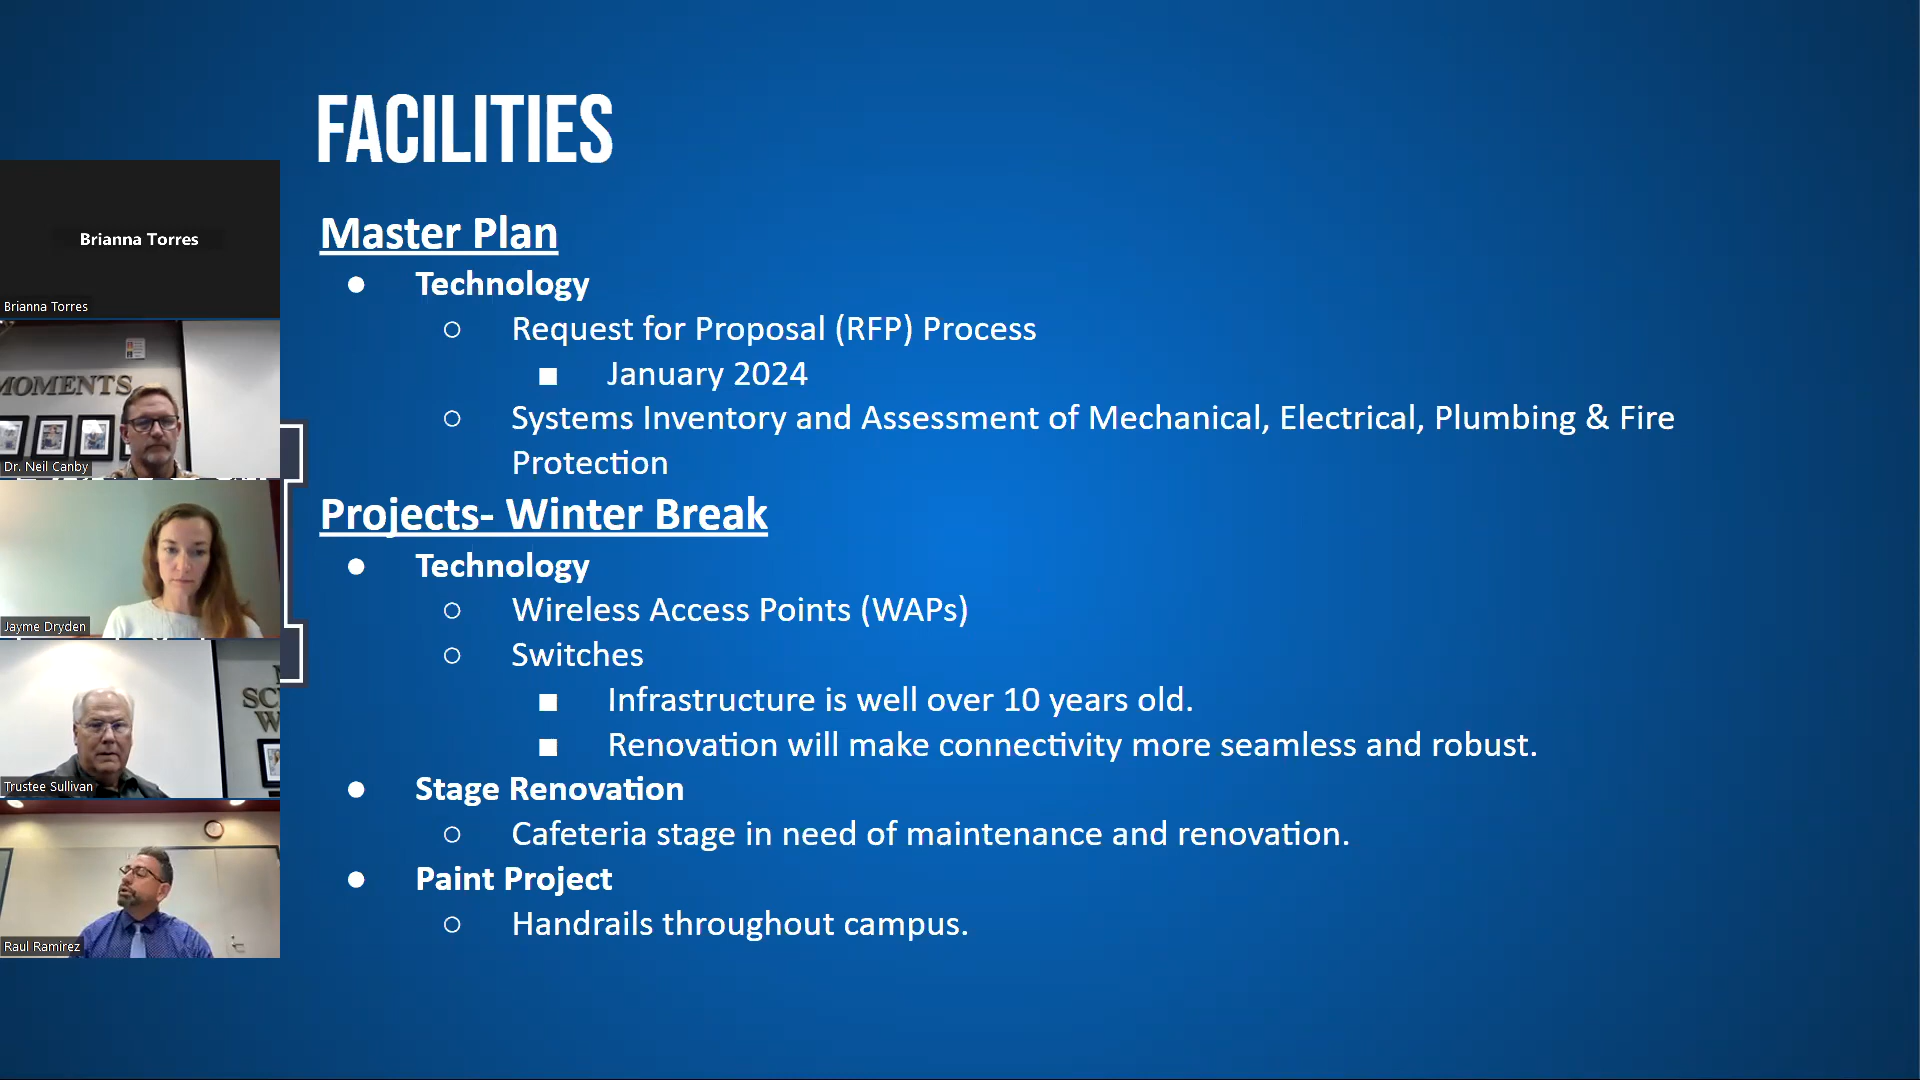 FACILITIES
Master Plan
● Technology
○ Request for Proposal (RFP) Process
■ January 2024
○ Systems Inventory and Assessment of Mechanical, Electrical, Plumbing & Fire
Protection
Projects- Winter Break
● Technology
○ Wireless Access Points (WAPs)
○ Switches
■ Infrastructure is well over 10 years old.
■ Renovation will make connectivity more seamless and robust.
● Stage Renovation
○ Cafeteria stage in need of maintenance and renovation.
● Paint Project
○ Handrails throughout campus.
Brianna Torres
Brianna Torres
MOMENTS
Dr. Neil Canby
Jayme Dryden
Trustee Sullivan
Raul Ramirez